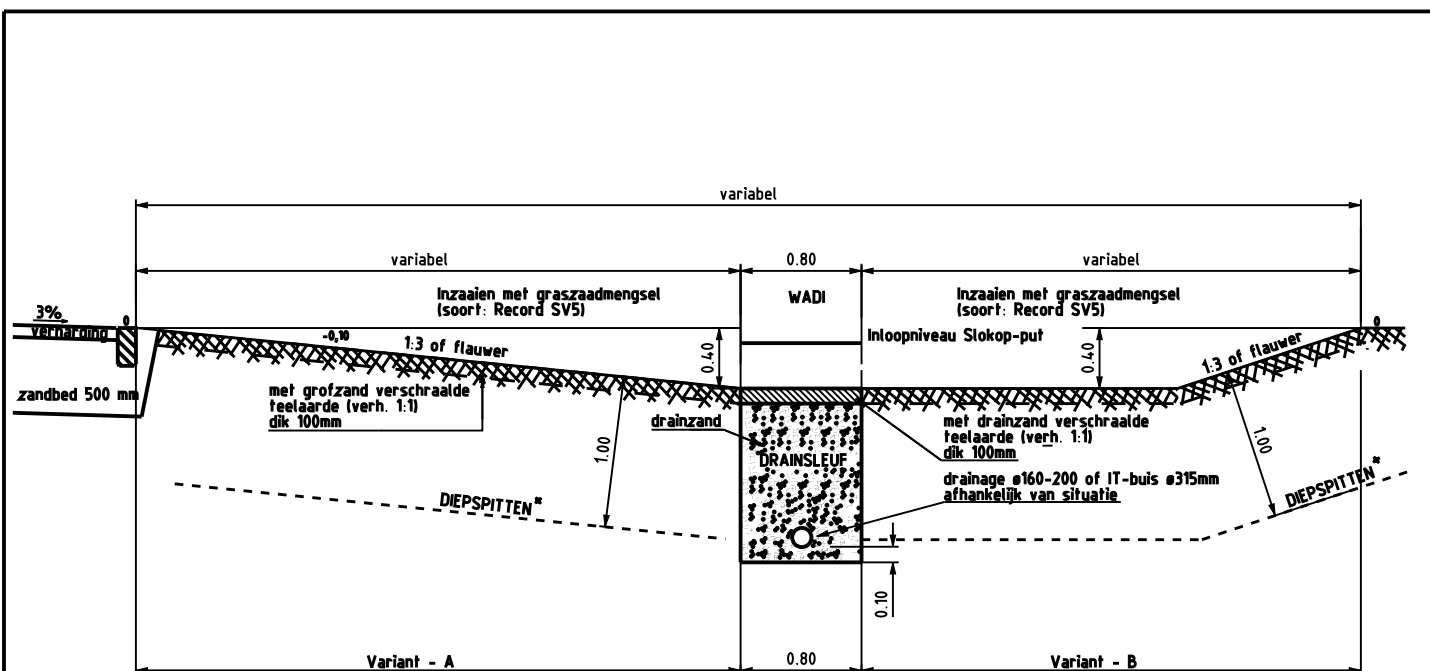 variabel
variabel
0.80
variabel
Inzaaien met graszaadmengsel
(soort: Record SV5)
WADI
Inzaaien met graszaadmengsel
(soort: Record SV5)
3%
0
verharding
-0,10
1:3 of flauwer
0.40
Inloopniveau Slokop-put
0.40
1:3 of flauwer
0
zandbed 500 mm
met grofzand verschraalde
teelaarde (verh. 1:1)
dik 100mm
1.00
drainzand
DRAINSLEUF
met drainzand verschraalde
teelaarde (verh. 1:1)
dik 100mm
1.00
drainage ø160-200 of IT-buis ø315mm
afhankelijk van situatie
DIEPSPITTEN*
DIEPSPITTEN*
0.10
Variant - A
0.80
Variant - B